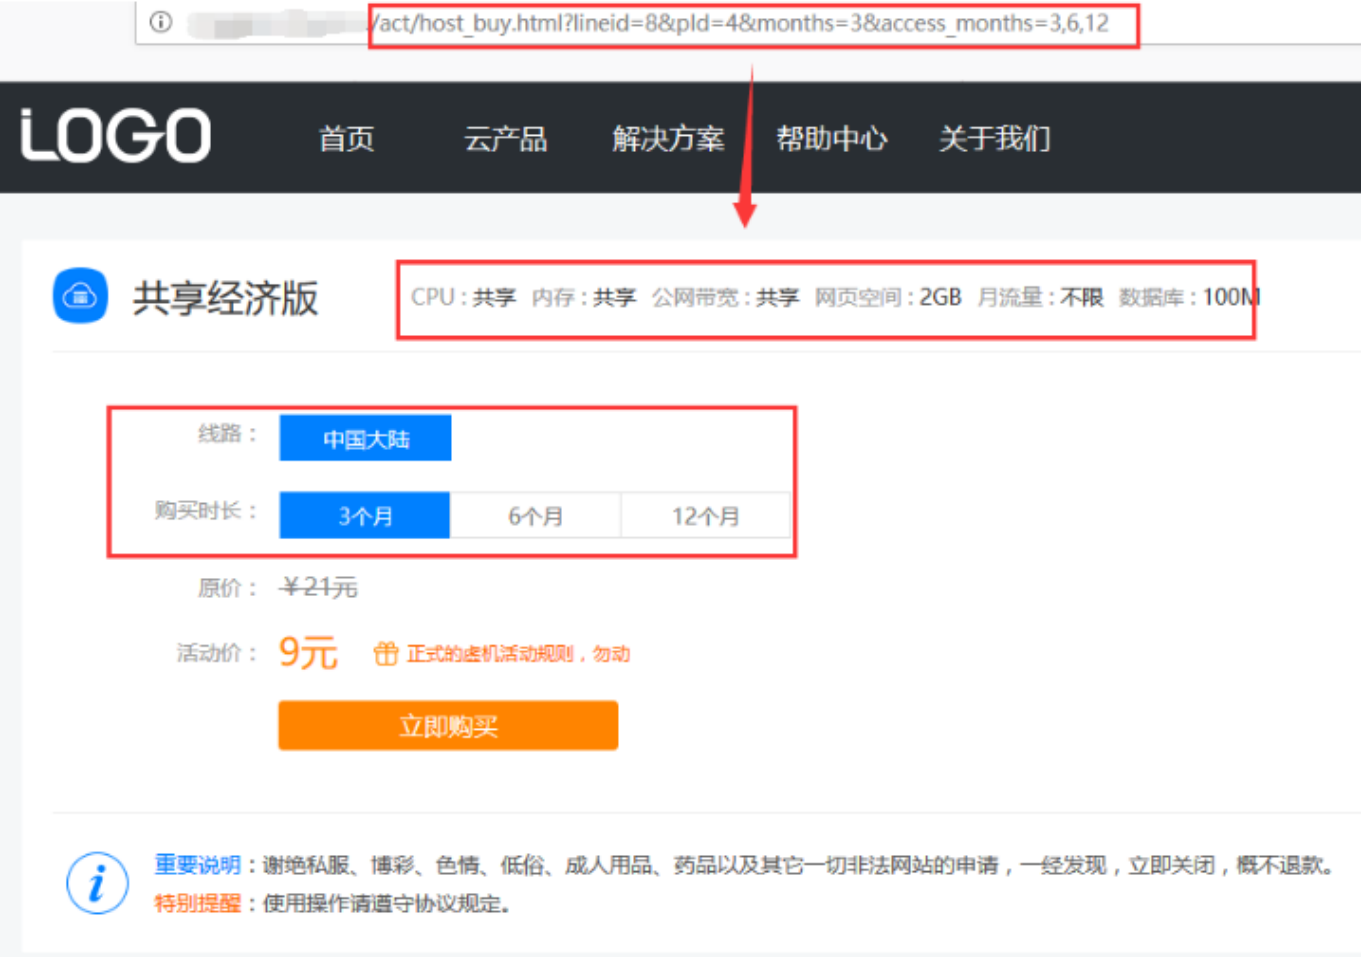 /act/host_buy.html?lineid=8&pld=4&months=3&access_months=3,6,12
LOGO 首页 云产品 解决方案 帮助中心 关于我们
共享经济版 CPU：共享 内存：共享 公网带宽：共享 网页空间：2GB 月流量：不限 数据库：100M
线路： 中国大陆
购买时长： 3个月 6个月 12个月
原价： ￥21元
活动价： 9元 正式的虚机活动规则，勿动
立即购买
重要说明：谢绝私服、博彩、色情、低俗、成人用品、药品以及其它一切非法网站的申请，一经发现，立即关闭，概不退款。
特别提醒：使用操作请遵守协议规定。